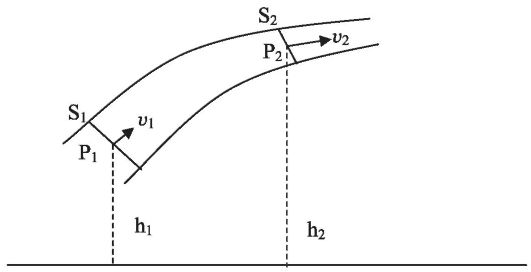 S₂
P₂
v₂
S₁
v₁
P₁
h₁
h₂